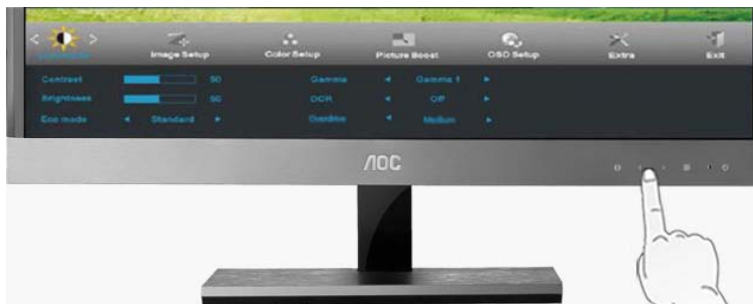 Image Setup
Color Setup
Picture Boost
OSD Setup
Extra
Exit
Contrast 50 Gamma Gamma 1
Brightness 50 DCR Off
Eco mode Standard Overdrive Medium
AOC